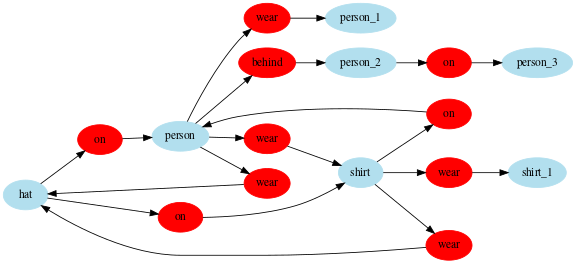 wear
person_1
behind
person_2
on
person_3
on
on
person
wear
shirt
wear
shirt_1
wear
hat
on
wear